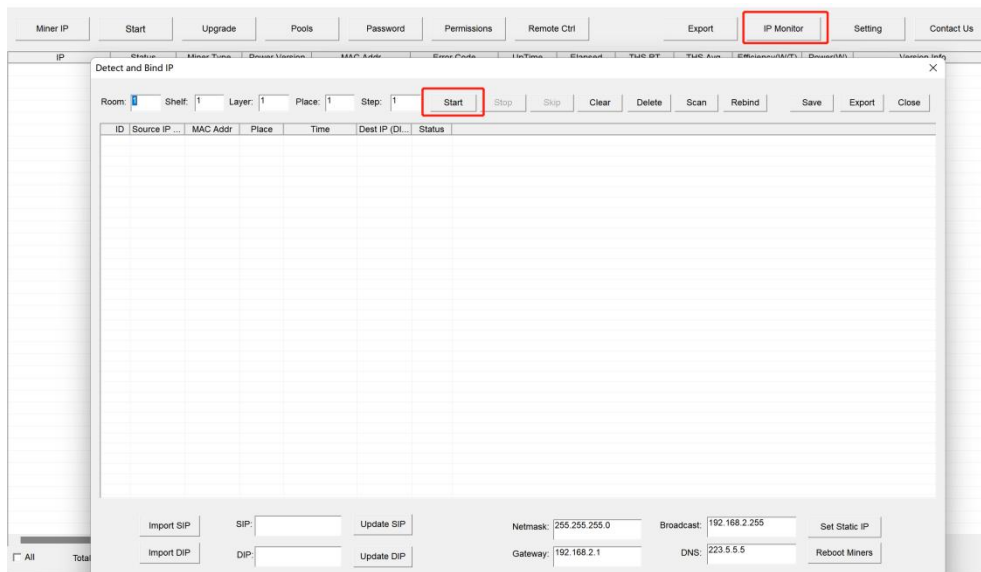 Miner IP Start Upgrade Pools Password Permissions Remote Ctrl Export IP Monitor Setting Contact Us
IP Status Miner Type Power Version MAC Addr Error Code UpTime Elapsed THS RT THS Avg Efficiency(W/T) Power(W) Version Info
Detect and Bind IP
Room: 1 Shelf: 1 Layer: 1 Place: 1 Step: 1 Start Stop Skip Clear Delete Scan Rebind Save Export Close
ID Source IP ... MAC Addr Place Time Dest IP (DI... Status
Import SIP SIP: Update SIP Netmask: 255.255.255.0 Broadcast: 192.168.2.255 Set Static IP
All Total Import DIP DIP: Update DIP Gateway: 192.168.2.1 DNS: 223.5.5.5 Reboot Miners